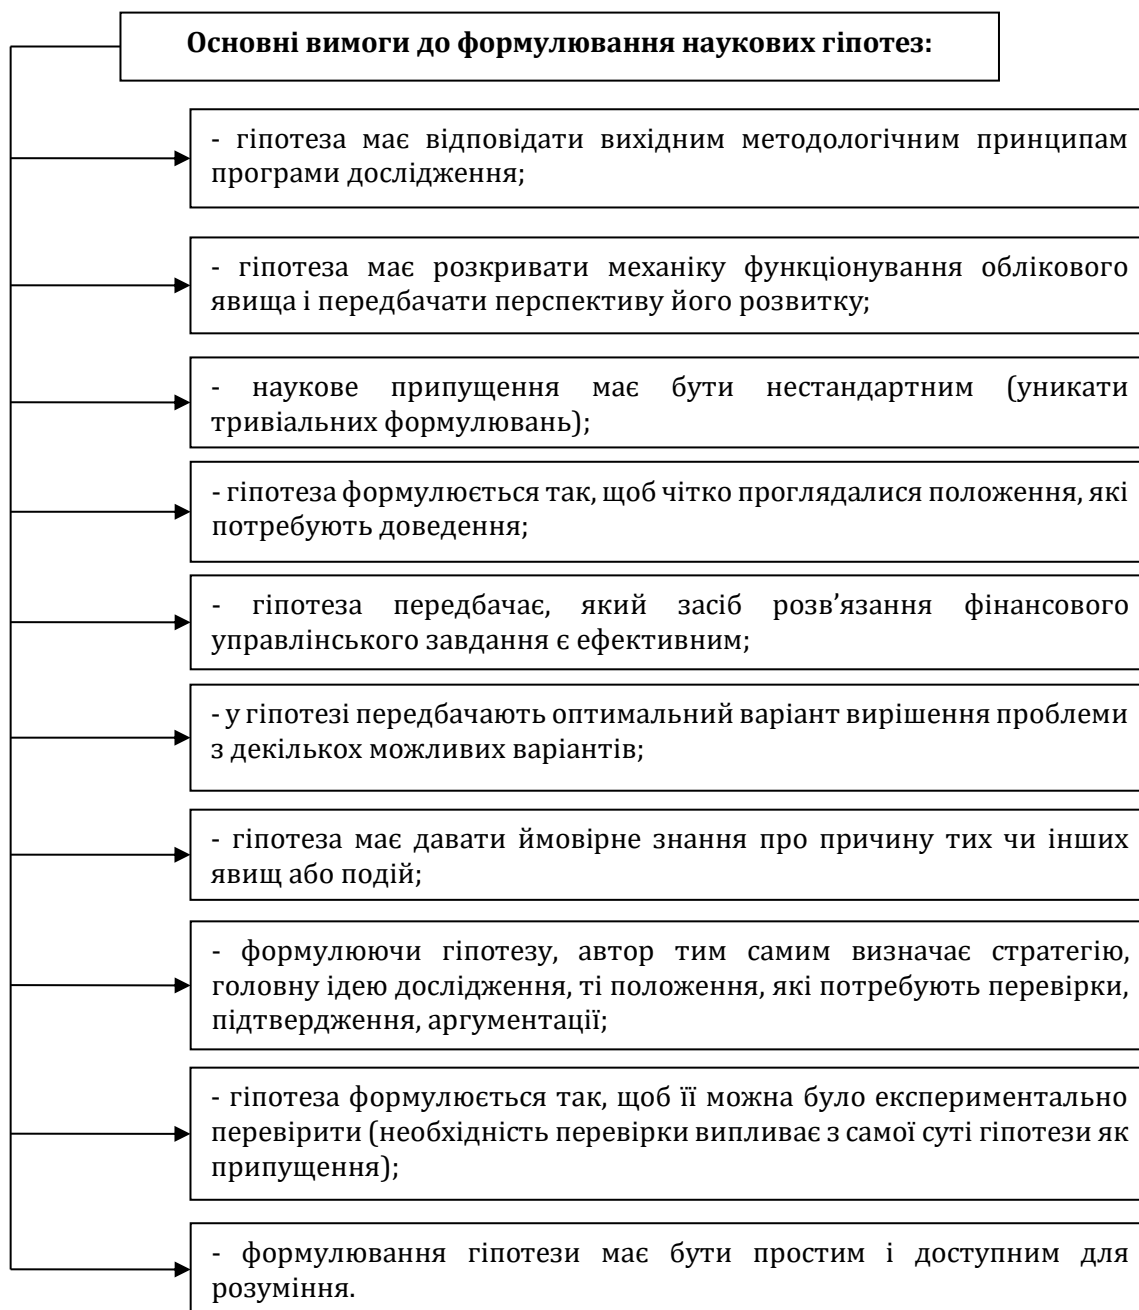 Основні вимоги до формулювання наукових гіпотез:
- гіпотеза має відповідати вихідним методологічним принципам
програми дослідження;
- гіпотеза має розкривати механіку функціонування облікового
явища і передбачати перспективу його розвитку;
- наукове припущення має бути нестандартним (уникати
тривіальних формулювань);
- гіпотеза формулюється так, щоб чітко проглядалися положення, які
потребують доведення;
- гіпотеза передбачає, який засіб розв’язання фінансового
управлінського завдання є ефективним;
- у гіпотезі передбачають оптимальний варіант вирішення проблеми
з декількох можливих варіантів;
- гіпотеза має давати ймовірне знання про причину тих чи інших
явищ або подій;
- формулюючи гіпотезу, автор тим самим визначає стратегію,
головну ідею дослідження, ті положення, які потребують перевірки,
підтвердження, аргументації;
- гіпотеза формулюється так, щоб її можна було експериментально
перевірити (необхідність перевірки випливає з самої суті гіпотези як
припущення);
- формулювання гіпотези має бути простим і доступним для
розуміння.